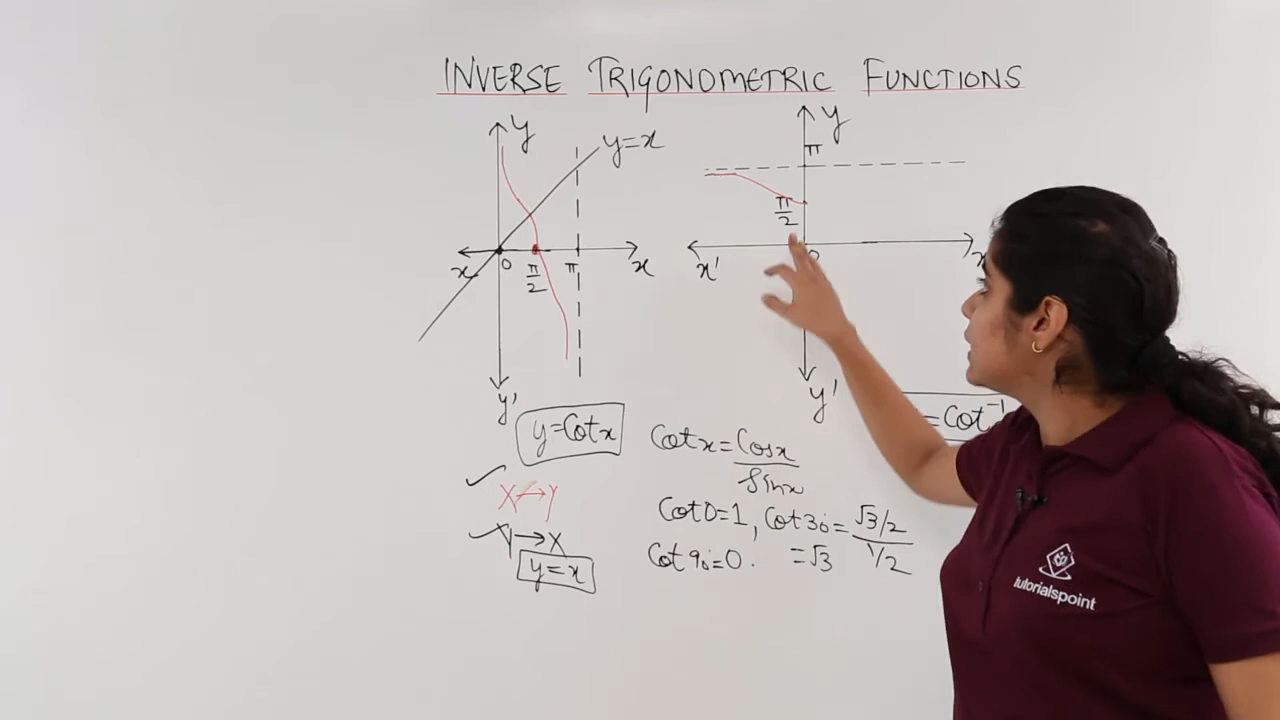 INVERSE TRIGONOMETRIC FUNCTIONS
y
y=x
x
0
π/2
π
x
y'
y=Cotx
X↔Y
Y→X
y=x
y
π
π/2
x'
y'
=Cot⁻¹
Cotx=Cosx/Sinx
Cot0=1, Cot30=√3/2/1/2
Cot90=0. =√3
tutorialspoint